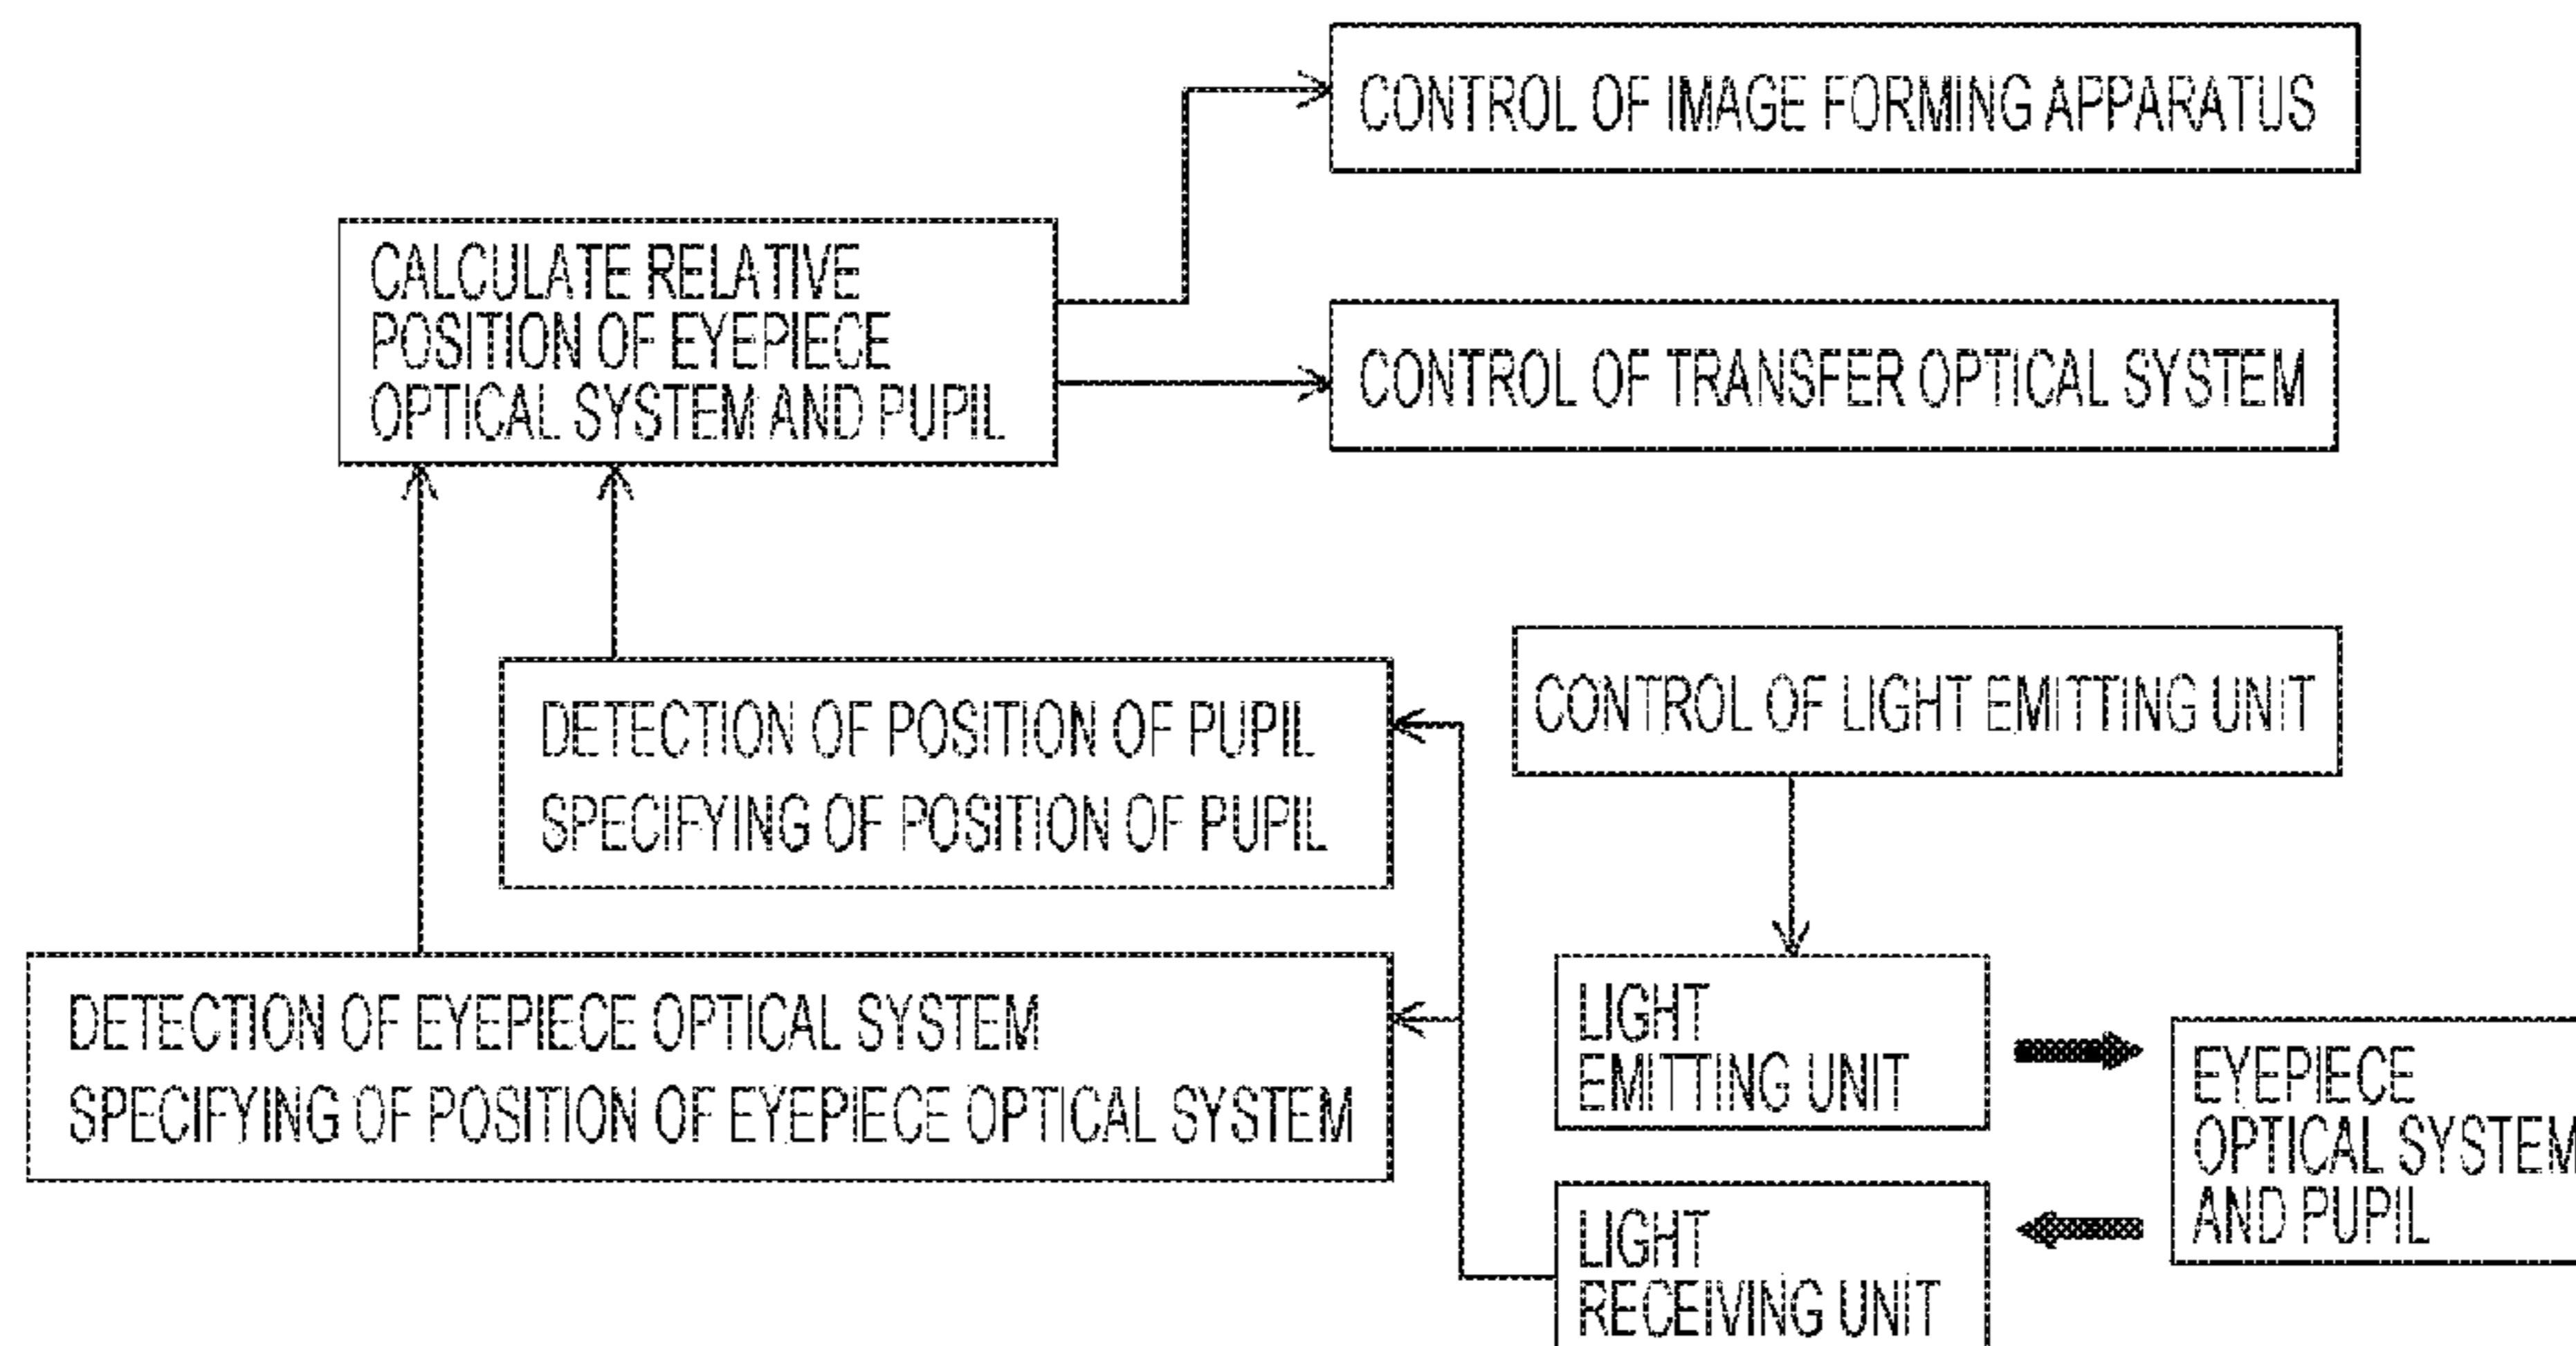 CONTROL OF IMAGE FORMING APPARATUS
CALCULATE RELATIVE
POSITION OF EYEPIECE
OPTICAL SYSTEM AND PUPIL
CONTROL OF TRANSFER OPTICAL SYSTEM
DETECTION OF POSITION OF PUPIL
SPECIFYING OF POSITION OF PUPIL
CONTROL OF LIGHT EMITTING UNIT
DETECTION OF EYEPIECE OPTICAL SYSTEM
SPECIFYING OF POSITION OF EYEPIECE OPTICAL SYSTEM
LIGHT
EMITTING UNIT
EYEPIECE
OPTICAL SYSTEM
AND PUPIL
LIGHT
RECEIVING UNIT